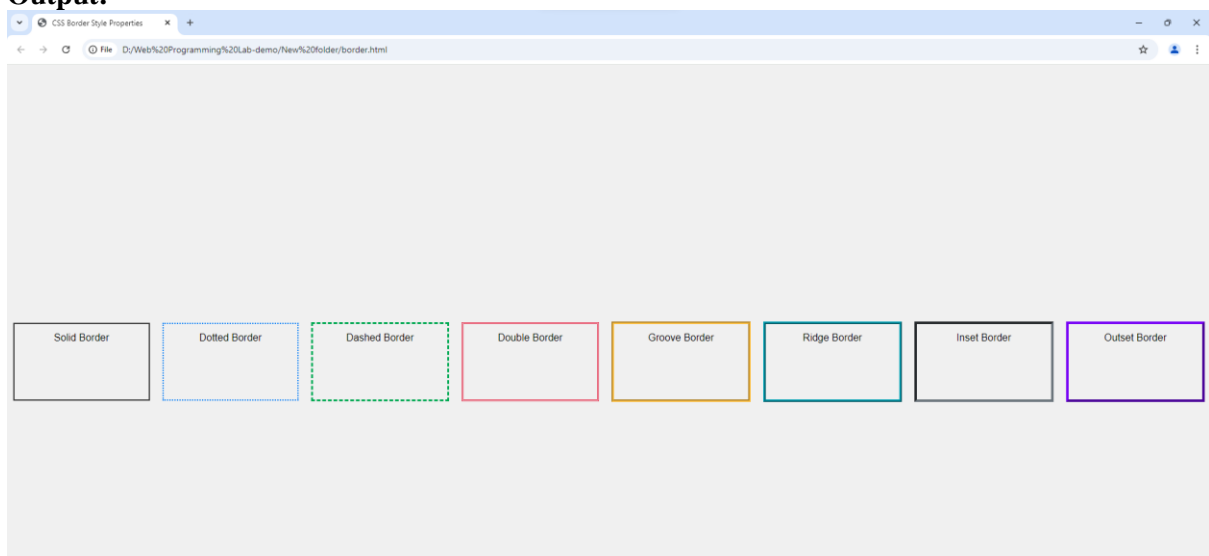 Output:
CSS Border Style Properties
File D:/Web%20Programming%20Lab-demo/New%20folder/border.html
Solid Border Dotted Border Dashed Border Double Border Groove Border Ridge Border Inset Border Outset Border